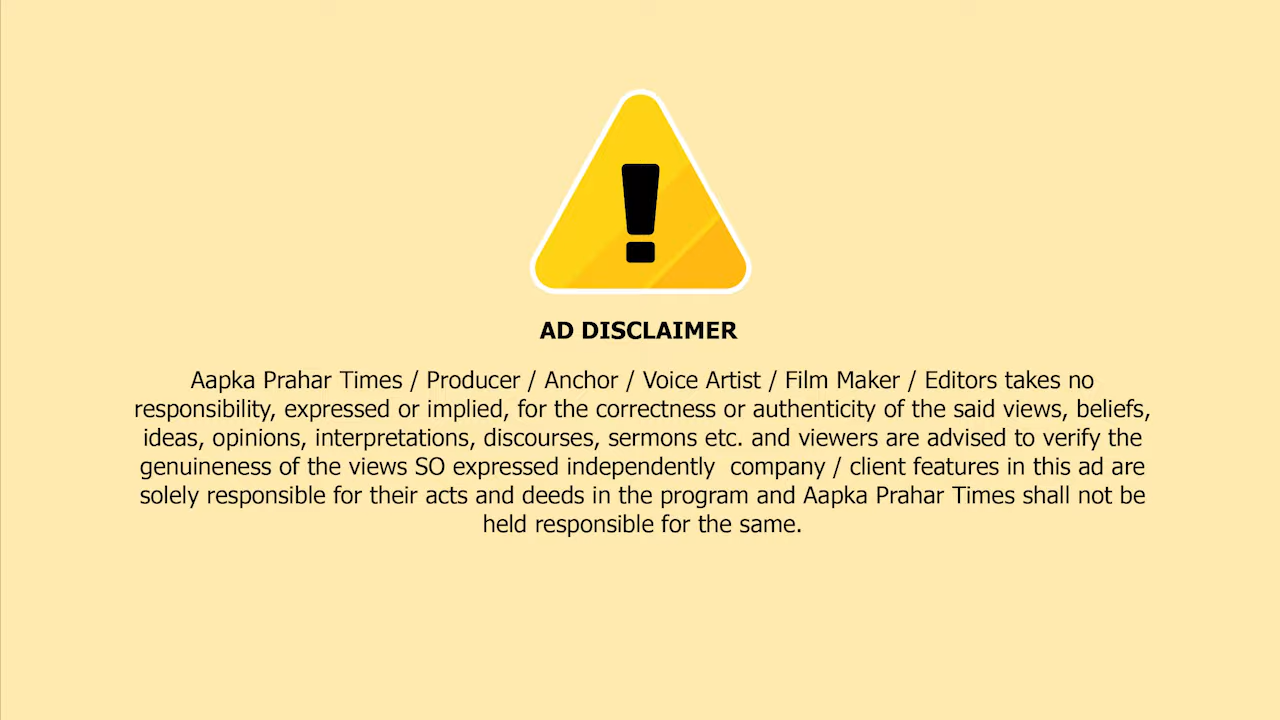 AD DISCLAIMER
Aapka Prahar Times / Producer / Anchor / Voice Artist / Film Maker / Editors takes no
responsibility, expressed or implied, for the correctness or authenticity of the said views, beliefs,
ideas, opinions, interpretations, discourses, sermons etc. and viewers are advised to verify the
genuineness of the views SO expressed independently  company / client features in this ad are
solely responsible for their acts and deeds in the program and Aapka Prahar Times shall not be
held responsible for the same.